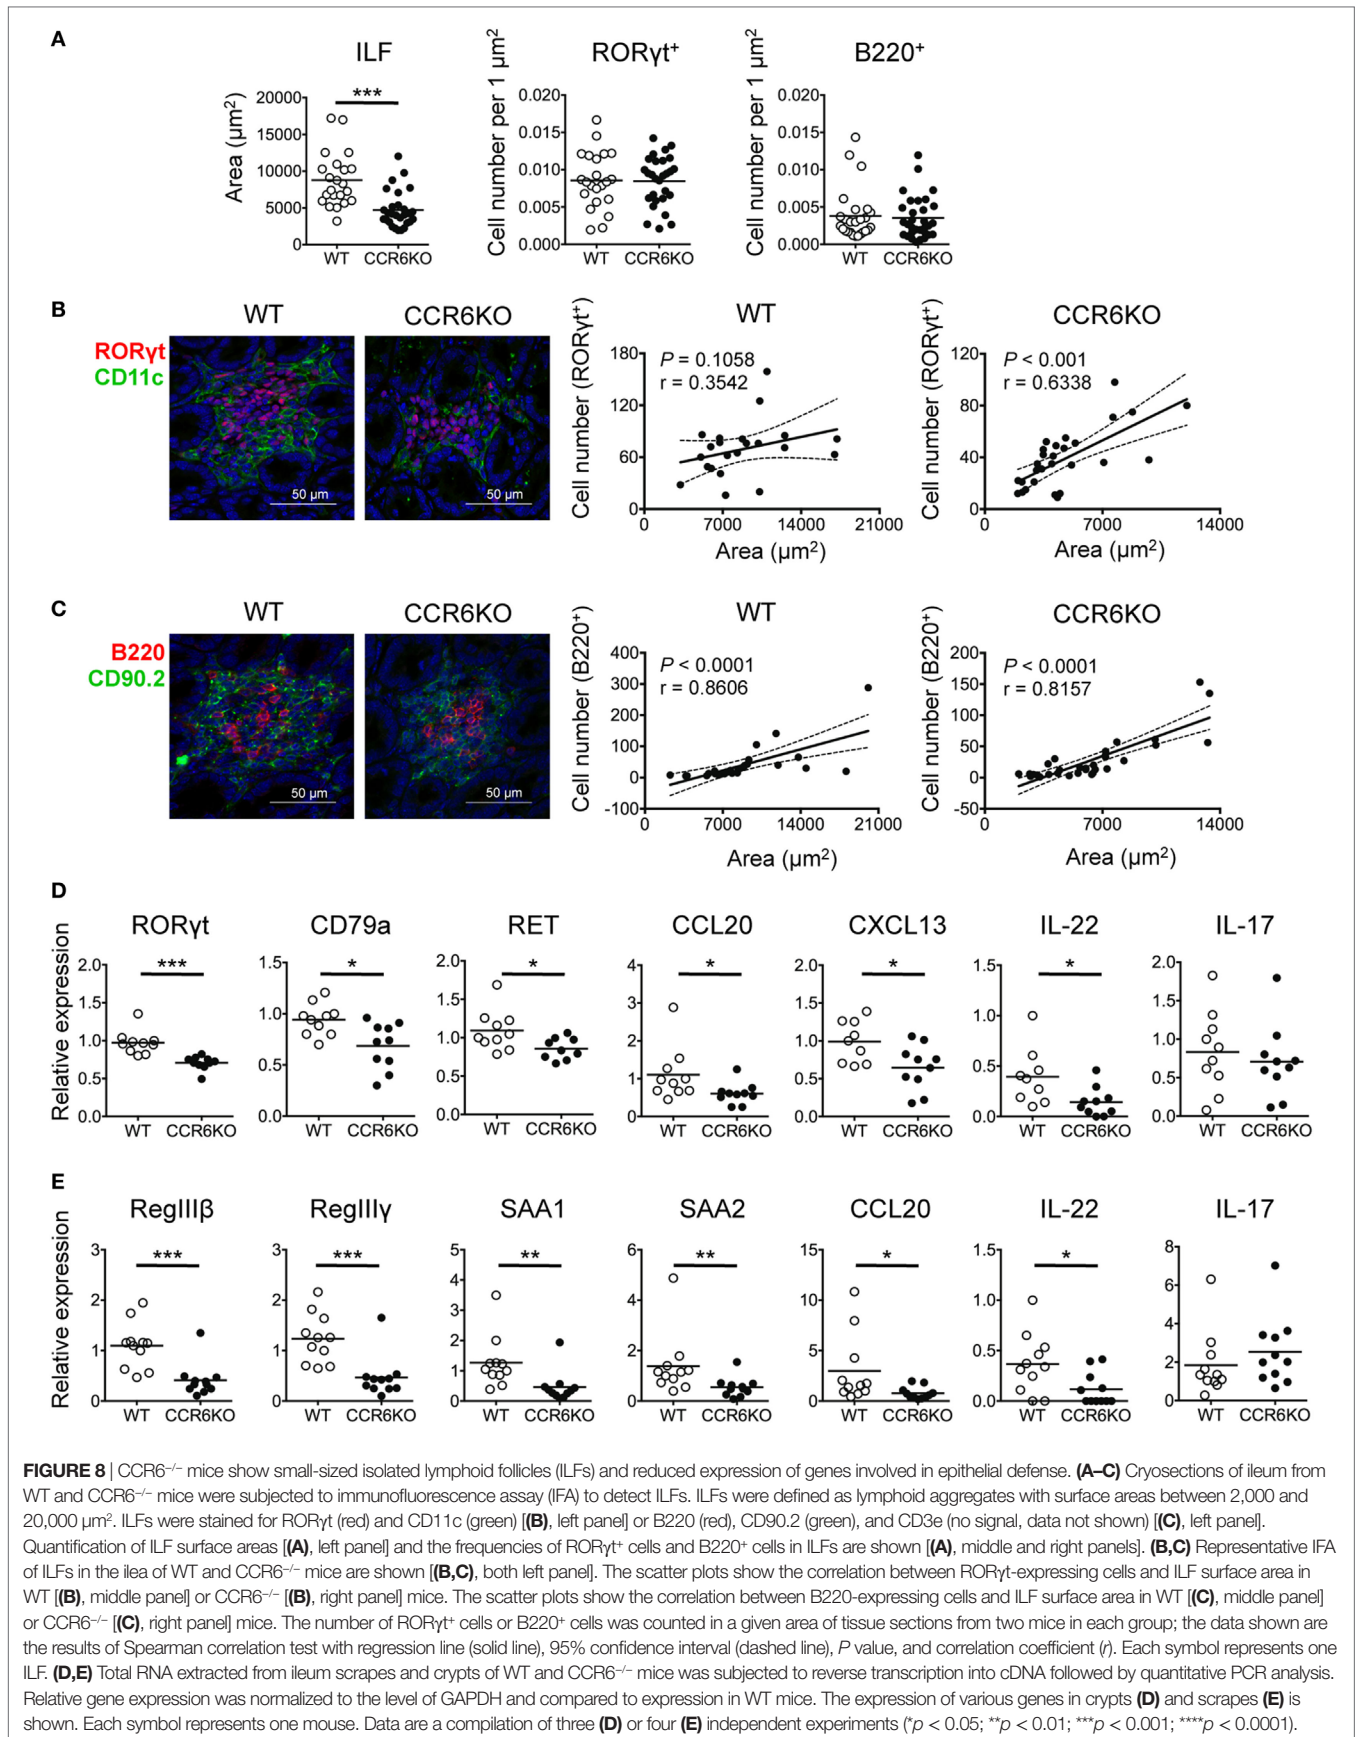 A
ILF
RORγt⁺
B220⁺
Area (µm²)
20000
15000
10000
5000
0
***
WT
CCR6KO
Cell number per 1 µm²
0.020
0.015
0.010
0.005
0.000
WT
CCR6KO
Cell number per 1 µm²
0.020
0.015
0.010
0.005
0.000
WT
CCR6KO
B
RORγt
CD11c
WT
50 µm
CCR6KO
50 µm
WT
Cell number (RORγt⁺)
180
120
60
0
P = 0.1058
r = 0.3542
0
7000
14000
21000
Area (µm²)
CCR6KO
Cell number (RORγt⁺)
120
80
40
0
P < 0.001
r = 0.6338
0
7000
14000
Area (µm²)
C
B220
CD90.2
WT
50 µm
CCR6KO
50 µm
WT
Cell number (B220⁺)
400
300
200
100
0
-100
P < 0.0001
r = 0.8606
0
7000
14000
21000
Area (µm²)
CCR6KO
Cell number (B220⁺)
200
150
100
50
0
-50
P < 0.0001
r = 0.8157
0
7000
14000
Area (µm²)
D
Relative expression
RORγt
2.0
1.5
1.0
0.5
0.0
***
WT
CCR6KO
CD79a
1.5
1.0
0.5
0.0
*
WT
CCR6KO
RET
2.0
1.5
1.0
0.5
0.0
*
WT
CCR6KO
CCL20
4
3
2
1
0
*
WT
CCR6KO
CXCL13
1.5
1.0
0.5
0.0
*
WT
CCR6KO
IL-22
1.5
1.0
0.5
0.0
*
WT
CCR6KO
IL-17
2.0
1.5
1.0
0.5
0.0
WT
CCR6KO
E
Relative expression
RegIIIβ
3
2
1
0
***
WT
CCR6KO
RegIIIγ
3
2
1
0
***
WT
CCR6KO
SAA1
5
4
3
2
1
0
**
WT
CCR6KO
SAA2
6
4
2
0
**
WT
CCR6KO
CCL20
15
10
5
0
*
WT
CCR6KO
IL-22
1.5
1.0
0.5
0.0
*
WT
CCR6KO
IL-17
8
6
4
2
0
WT
CCR6KO
FIGURE 8 | CCR6⁻/⁻ mice show small-sized isolated lymphoid follicles (ILFs) and reduced expression of genes involved in epithelial defense. (A–C) Cryosections of ileum from
WT and CCR6⁻/⁻ mice were subjected to immunofluorescence assay (IFA) to detect ILFs. ILFs were defined as lymphoid aggregates with surface areas between 2,000 and
20,000 µm². ILFs were stained for RORγt (red) and CD11c (green) [(B), left panel] or B220 (red), CD90.2 (green), and CD3e (no signal, data not shown) [(C), left panel].
Quantification of ILF surface areas [(A), left panel] and the frequencies of RORγt⁺ cells and B220⁺ cells in ILFs are shown [(A), middle and right panels]. (B,C) Representative IFA
of ILFs in the ilea of WT and CCR6⁻/⁻ mice are shown [(B,C), both left panel]. The scatter plots show the correlation between RORγt-expressing cells and ILF surface area in
WT [(B), middle panel] or CCR6⁻/⁻ [(B), right panel] mice. The scatter plots show the correlation between B220-expressing cells and ILF surface area in WT [(C), middle panel]
or CCR6⁻/⁻ [(C), right panel] mice. The number of RORγt⁺ cells or B220⁺ cells was counted in a given area of tissue sections from two mice in each group; the data shown are
the results of Spearman correlation test with regression line (solid line), 95% confidence interval (dashed line), P value, and correlation coefficient (r). Each symbol represents one
ILF. (D,E) Total RNA extracted from ileum scrapes and crypts of WT and CCR6⁻/⁻ mice was subjected to reverse transcription into cDNA followed by quantitative PCR analysis.
Relative gene expression was normalized to the level of GAPDH and compared to expression in WT mice. The expression of various genes in crypts (D) and scrapes (E) is
shown. Each symbol represents one mouse. Data are a compilation of three (D) or four (E) independent experiments (*p < 0.05; **p < 0.01; ***p < 0.001; ****p < 0.0001).